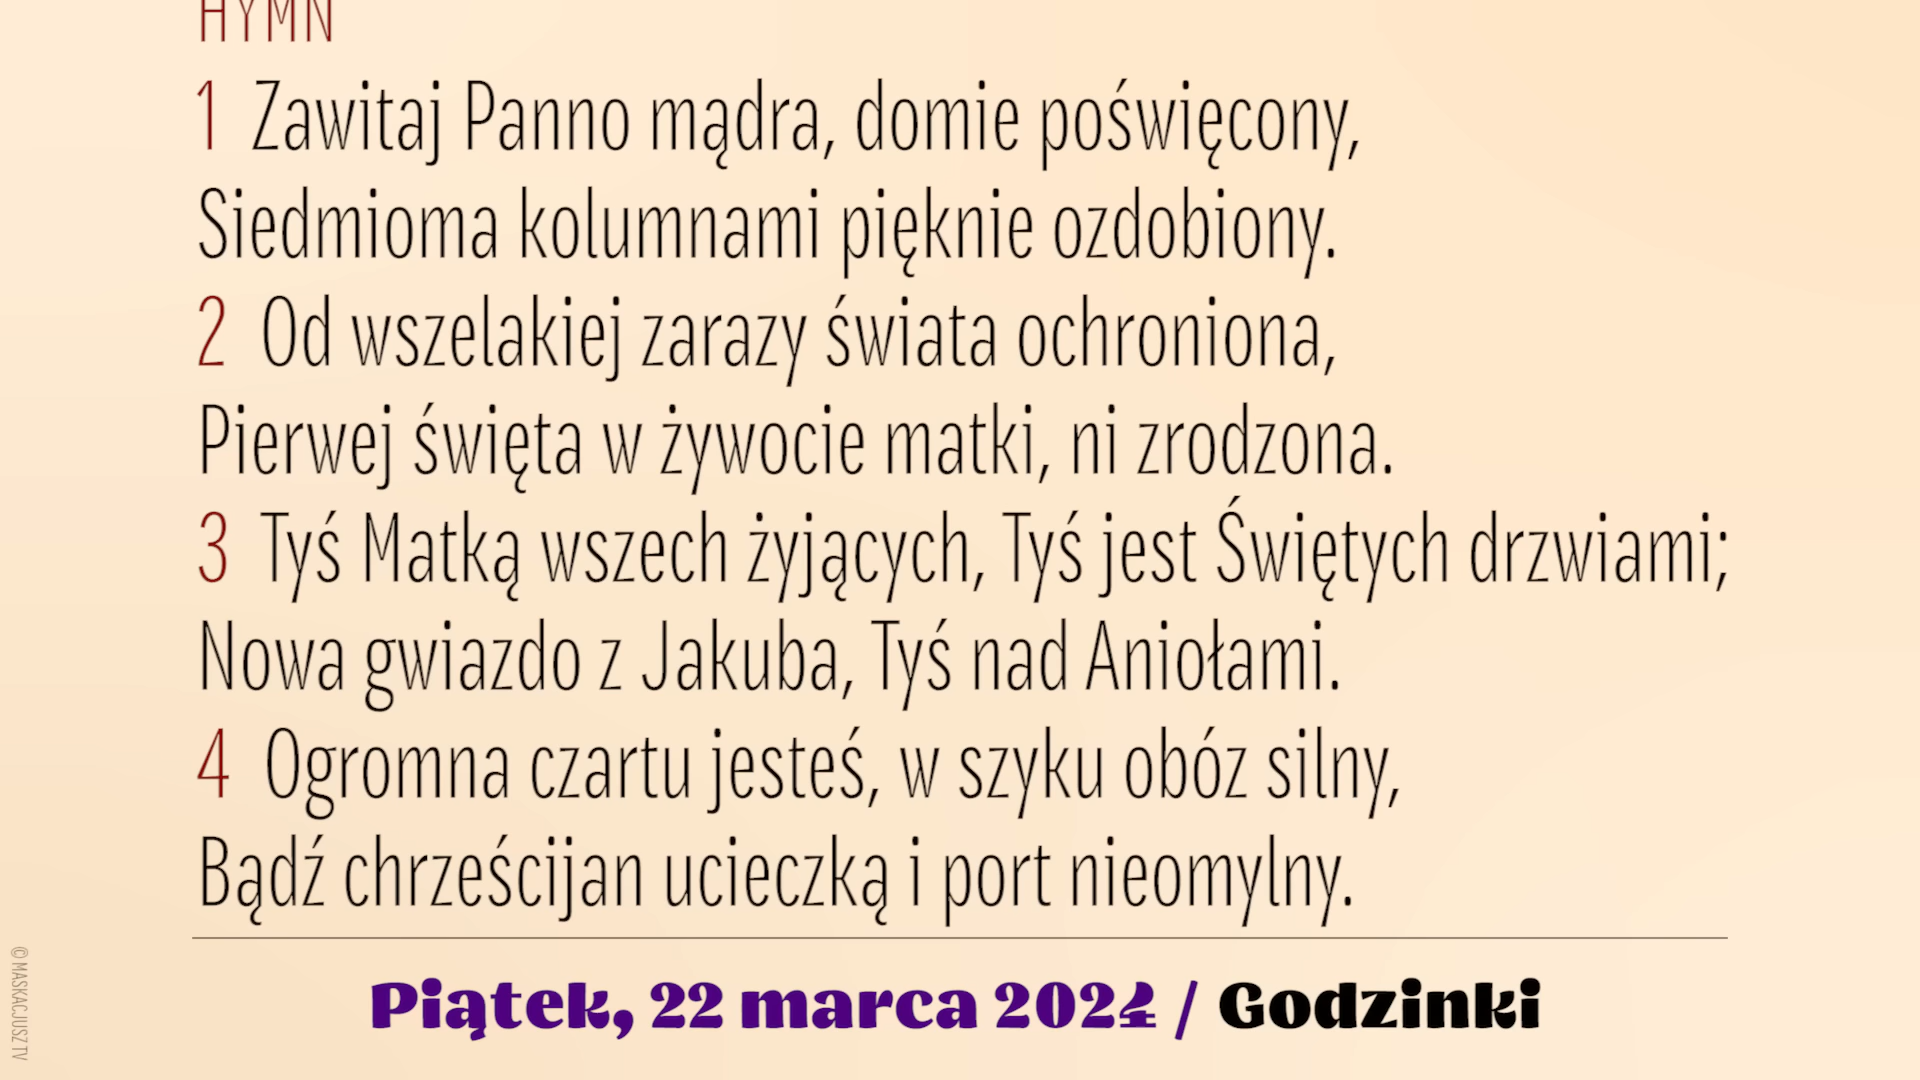 HYMN
1 Zawitaj Panno mądra, domie poświęcony,
Siedmioma kolumnami pięknie ozdobiony.
2 Od wszelakiej zarazy świata ochroniona,
Pierwej święta w żywocie matki, ni zrodzona.
3 Tyś Matką wszech żyjących, Tyś jest Świętych drzwiami;
Nowa gwiazdo z Jakuba, Tyś nad Aniołami.
4 Ogromna czartu jesteś, w szyku obóz silny,
Bądź chrześcijan ucieczką i port nieomylny.
Piątek, 22 marca 2024 / Godzinki
© MASKACJUSZ TV